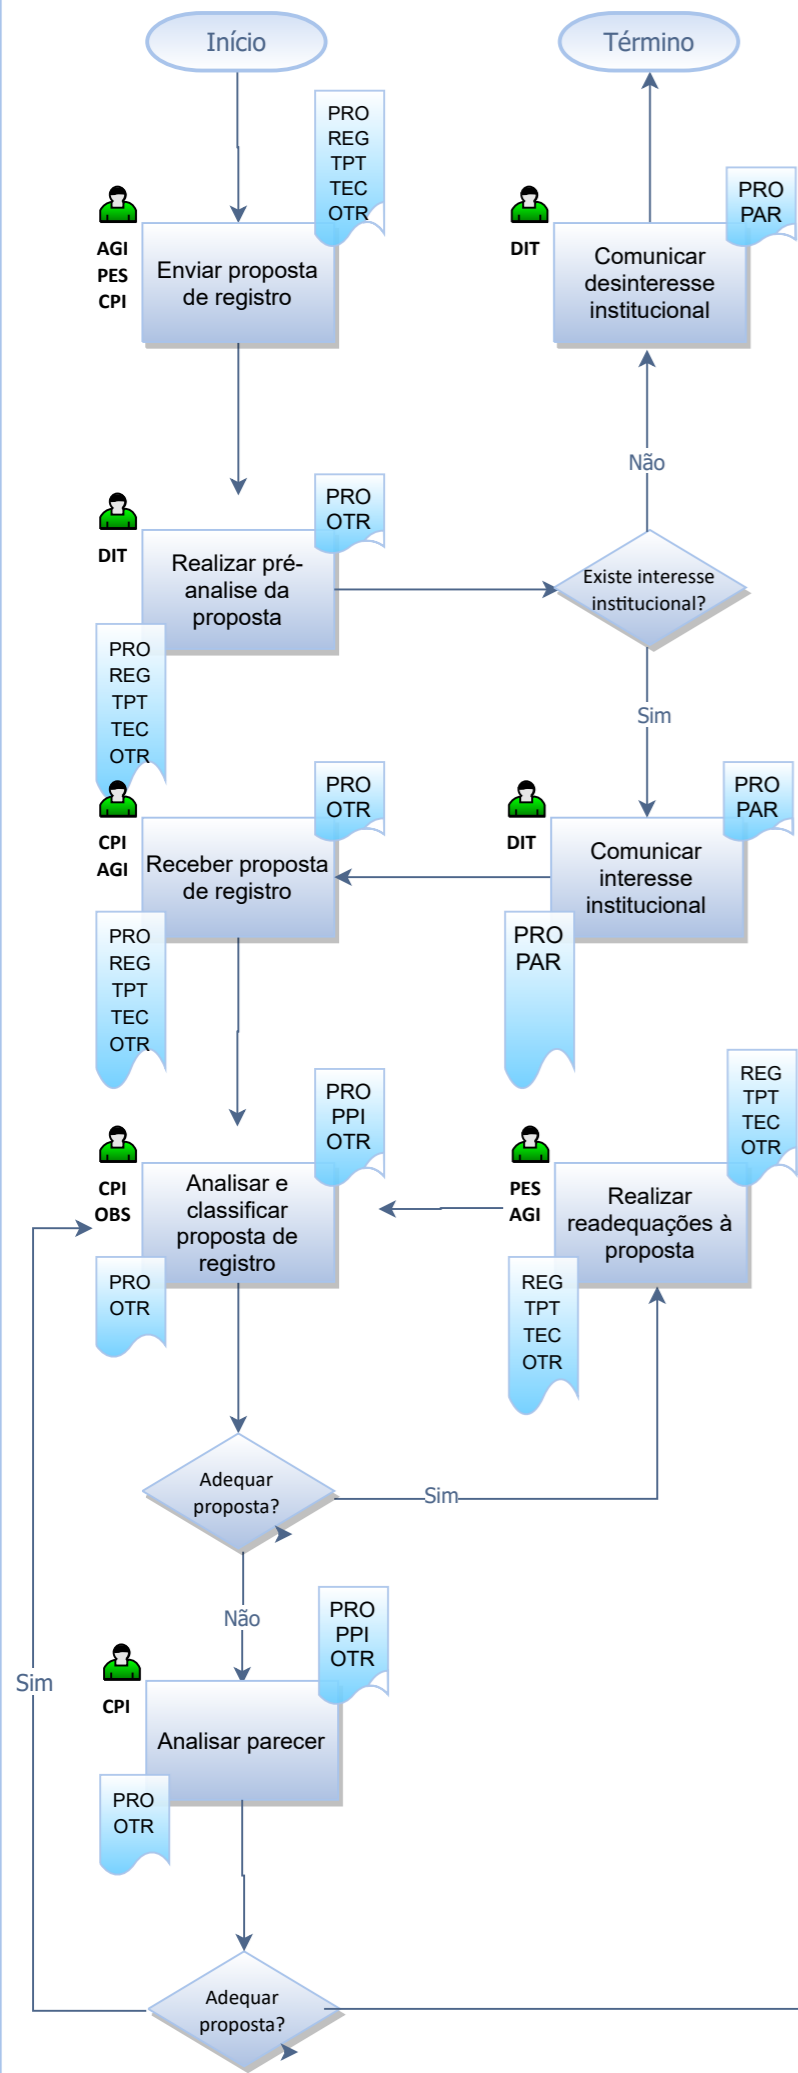 Início
Término
PRO
REG
TPT
TEC
OTR
AGI
PES
CPI
Enviar proposta
de registro
PRO
PAR
DIT
Comunicar
desinteresse
institucional
Não
PRO
OTR
DIT
Realizar pré-
analise da
proposta
PRO
REG
TPT
TEC
OTR
Existe interesse
institucional?
Sim
PRO
OTR
CPI
AGI
Receber proposta
de registro
PRO
REG
TPT
TEC
OTR
PRO
PAR
DIT
Comunicar
interesse
institucional
PRO
PAR
PRO
PPI
OTR
CPI
OBS
Analisar e
classificar
proposta de
registro
PRO
OTR
REG
TPT
TEC
OTR
PES
AGI
Realizar
readequações à
proposta
REG
TPT
TEC
OTR
Adequar
proposta?
Sim
Não
PRO
PPI
OTR
CPI
Analisar parecer
PRO
OTR
Sim
Adequar
proposta?